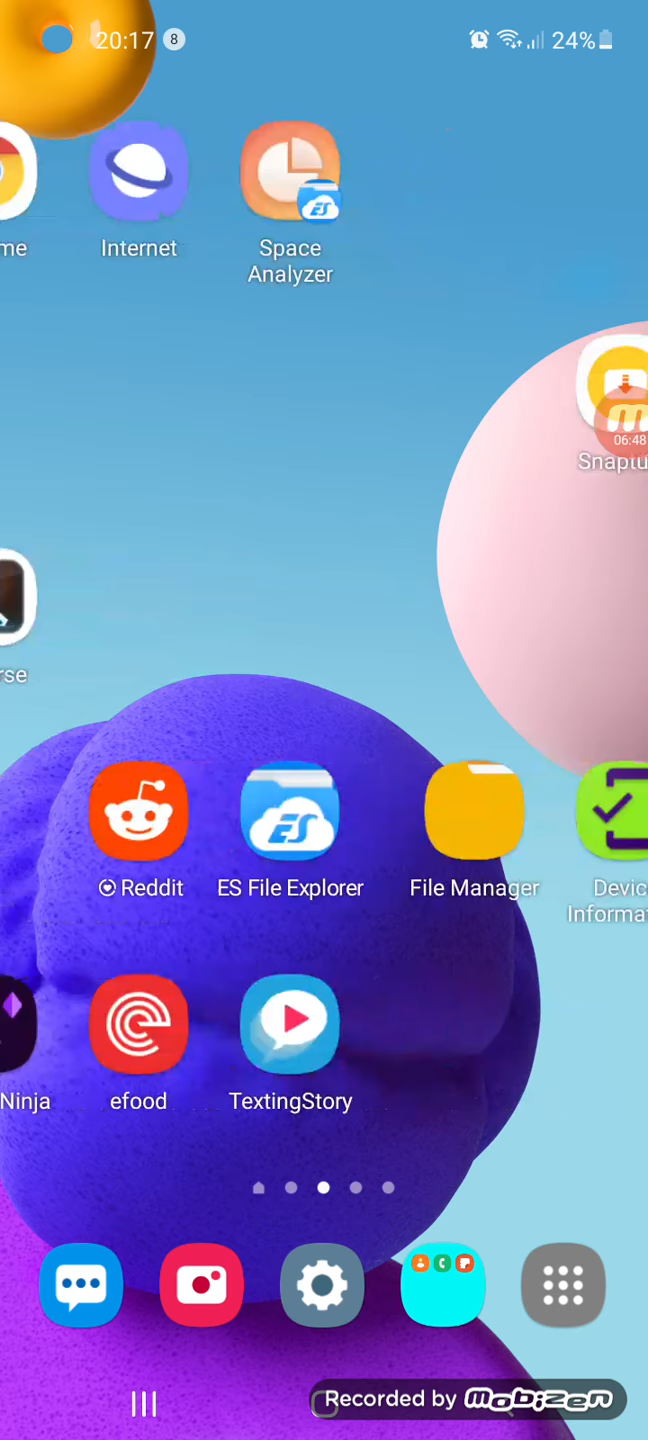 20:17 8 24%
me Internet Space
Analyzer
06:48
Snaptu
rse
Reddit ES File Explorer File Manager Devic
Informa
Ninja efood TextingStory
Recorded by mobizen